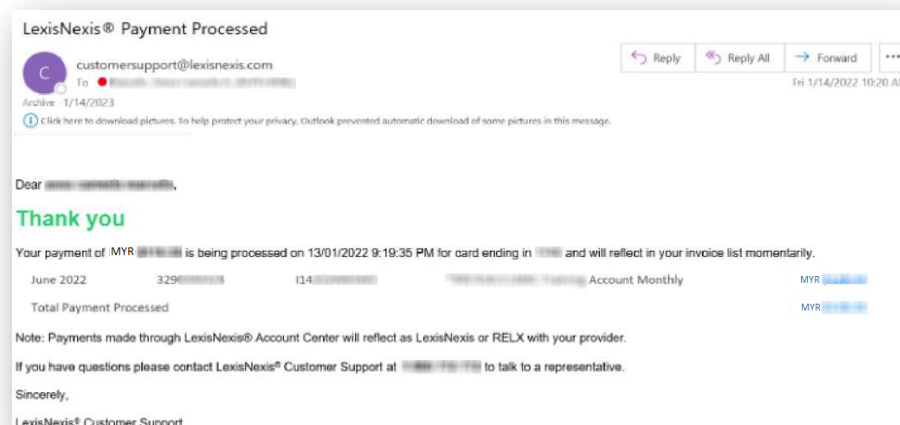 LexisNexis® Payment Processed
C
customersupport@lexisnexis.com
To
Reply
Reply All
Forward
Fri 1/14/2022 10:20 A
Archive 1/14/2023
Click here to download pictures. To help protect your privacy, Outlook prevented automatic download of some pictures in this message.
Dear
Thank you
Your payment of MYR is being processed on 13/01/2022 9:19:35 PM for card ending in and will reflect in your invoice list momentarily.
June 2022 329 I14 Account Monthly MYR
Total Payment Processed MYR
Note: Payments made through LexisNexis® Account Center will reflect as LexisNexis or RELX with your provider.
If you have questions please contact LexisNexis® Customer Support at to talk to a representative.
Sincerely,
LexisNexis® Customer Support